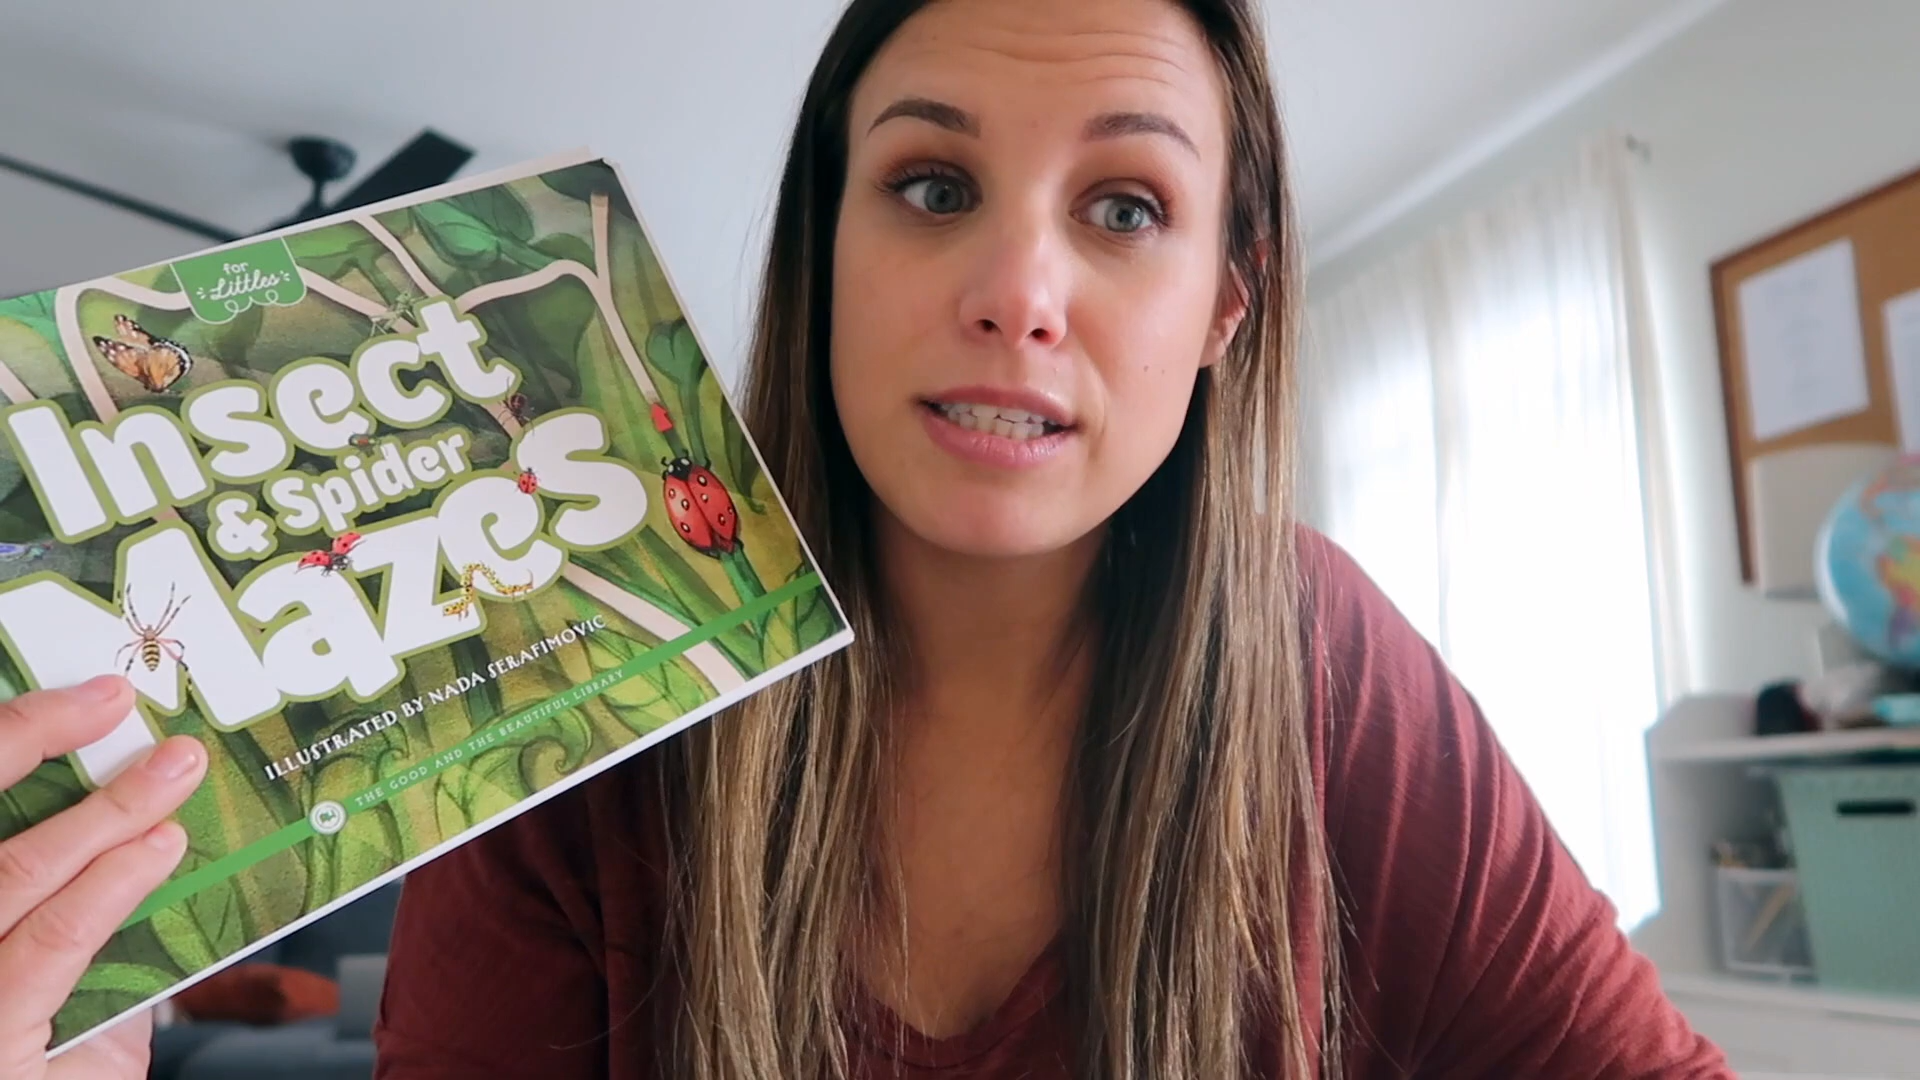 for
Littles
Insect
& Spider
Mazes
ILLUSTRATED BY NADA SERAFIMOVIC
THE GOOD AND THE BEAUTIFUL LIBRARY